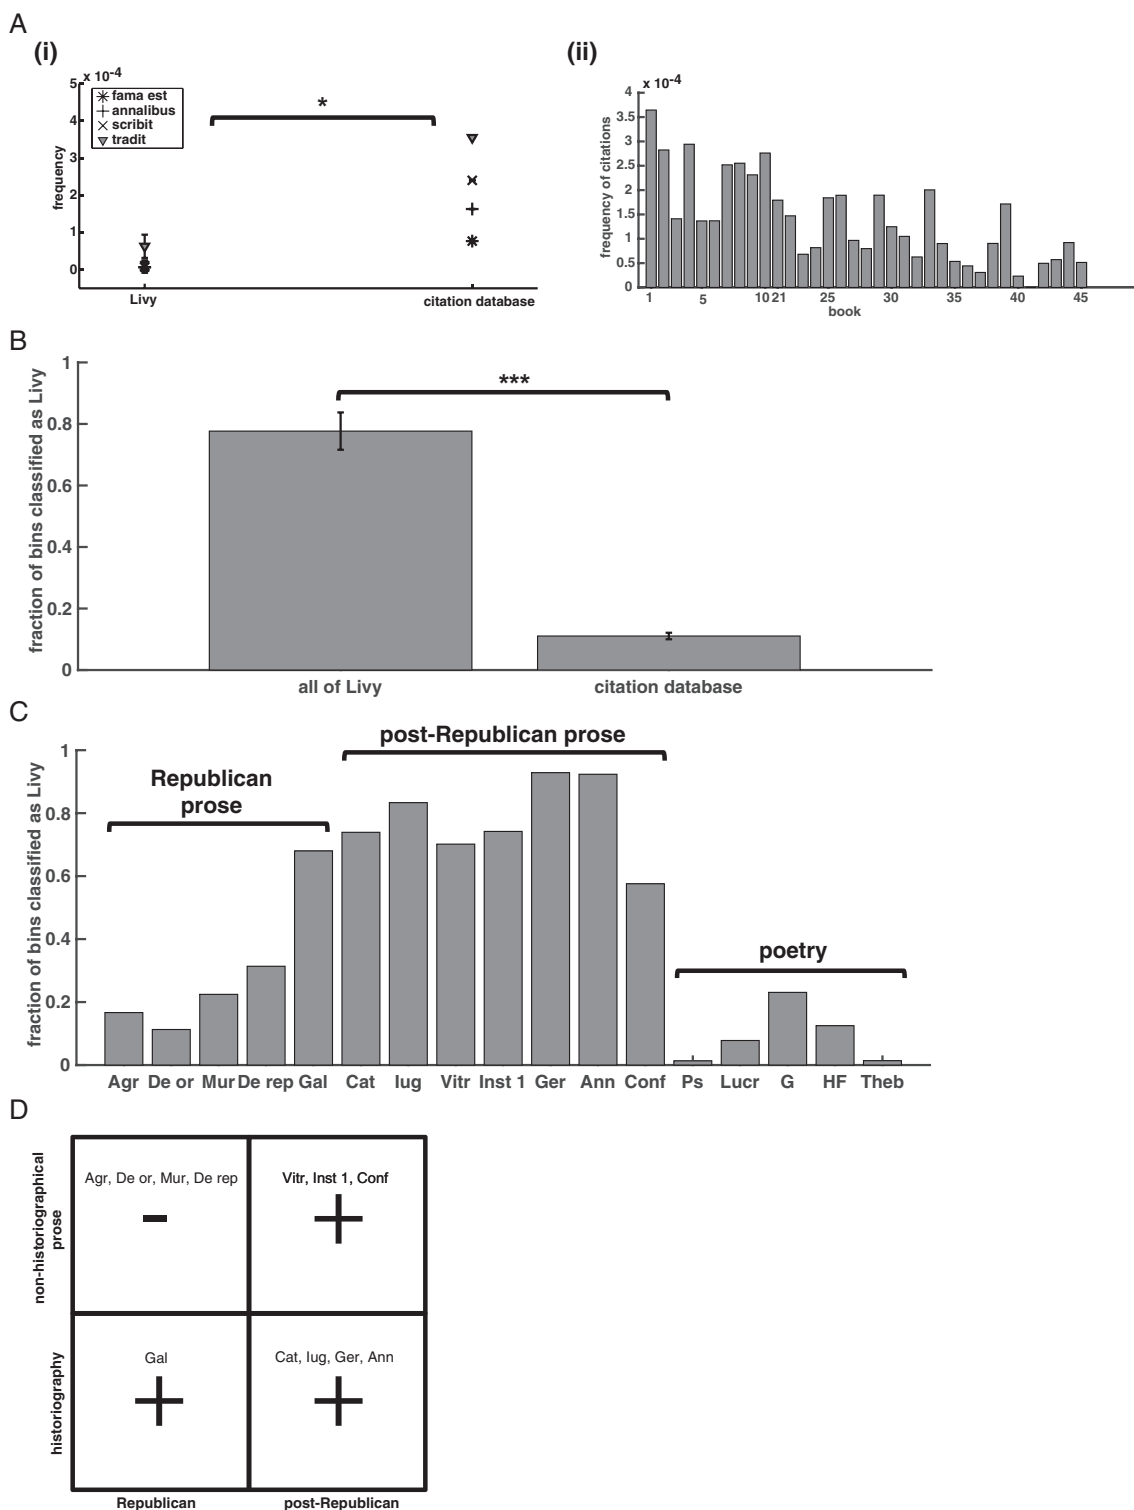 A
(i)
x 10-4
5
4
3
2
1
0
frequency
fama est
annalibus
scribit
tradit
*
Livy
citation database
(ii)
x 10-4
4
3.5
3
2.5
2
1.5
1
0.5
0
frequency of citations
1 5 10 21 25 30 35 40 45
book
B
1
0.8
0.6
0.4
0.2
0
fraction of bins classified as Livy
***
all of Livy
citation database
C
1
0.8
0.6
0.4
0.2
0
fraction of bins classified as Livy
Republican
prose
post-Republican prose
poetry
Agr De or Mur De rep Gal Cat Iug Vitr Inst 1 Ger Ann Conf Ps Lucr G HF Theb
D
non-historiographical
prose
Agr, De or, Mur, De rep
−
Vitr, Inst 1, Conf
+
historiography
Gal
+
Cat, Iug, Ger, Ann
+
Republican
post-Republican